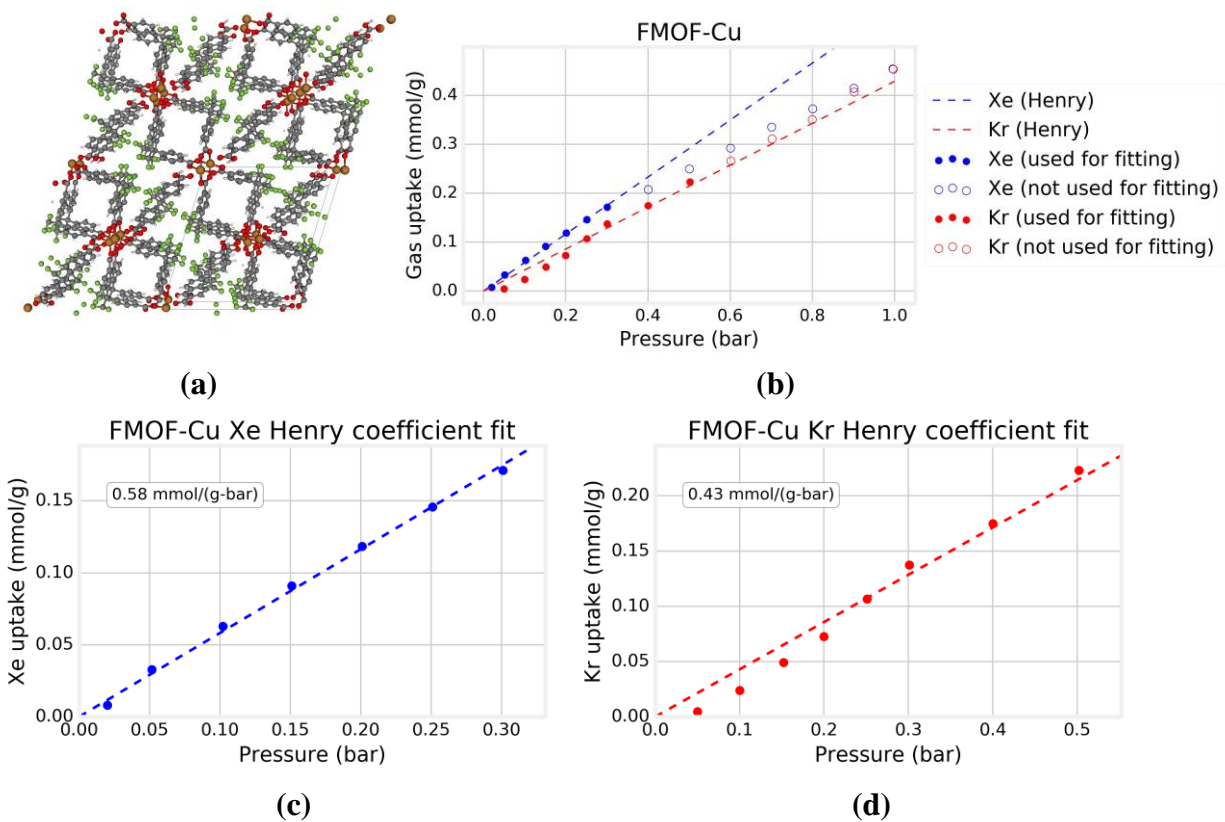 FMOF-Cu
Gas uptake (mmol/g)
0.4
0.3
0.2
0.1
0.0
0.0 0.2 0.4 0.6 0.8 1.0
Pressure (bar)
Xe (Henry)
Kr (Henry)
Xe (used for fitting)
Xe (not used for fitting)
Kr (used for fitting)
Kr (not used for fitting)
(a)
(b)
FMOF-Cu Xe Henry coefficient fit
0.58 mmol/(g-bar)
Xe uptake (mmol/g)
0.15
0.10
0.05
0.00
0.00 0.05 0.10 0.15 0.20 0.25 0.30
Pressure (bar)
(c)
FMOF-Cu Kr Henry coefficient fit
0.43 mmol/(g-bar)
Kr uptake (mmol/g)
0.20
0.15
0.10
0.05
0.00
0.0 0.1 0.2 0.3 0.4 0.5
Pressure (bar)
(d)